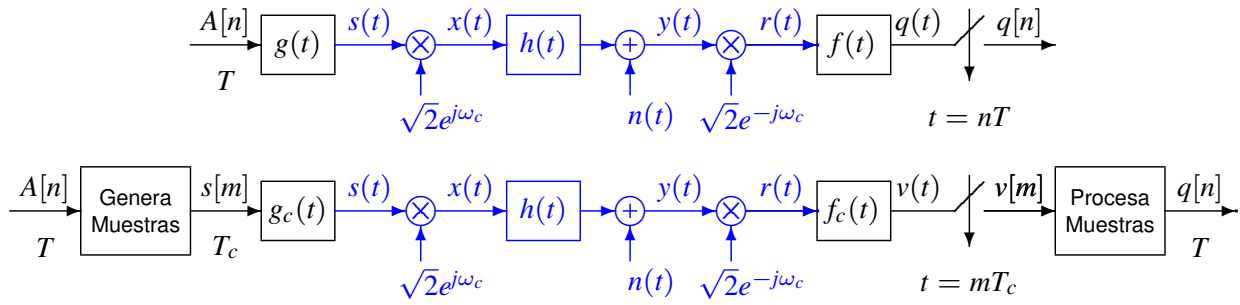 A[n] s(t) x(t) y(t) r(t) q(t) q[n]
g(t) × h(t) + × f(t)
T
√2e^{jω_c} n(t) √2e^{-jω_c} t = nT
A[n] s[m] s(t) x(t) y(t) r(t) v(t) v[m] q[n]
Genera
Muestras
g_c(t) × h(t) + × f_c(t)
Procesa
Muestras
T T_c T
√2e^{jω_c} n(t) √2e^{-jω_c} t = mT_c